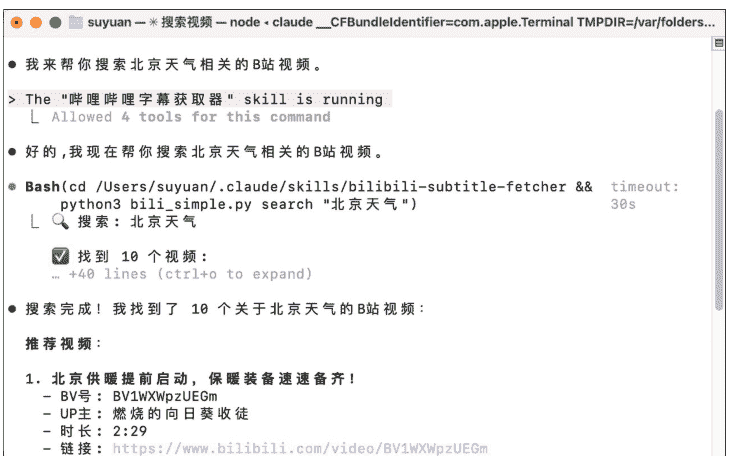 suyuan — ✳ 搜索视频 — node ◂ claude __CFBundleIdentifier=com.apple.Terminal TMPDIR=/var/folders...
● 我来帮你搜索北京天气相关的B站视频。
> The "哔哩哔哩字幕获取器" skill is running
⎿ Allowed 4 tools for this command
● 好的,我现在帮你搜索北京天气相关的B站视频。
● Bash(cd /Users/suyuan/.claude/skills/bilibili-subtitle-fetcher && timeout:
python3 bili_simple.py search "北京天气") 30s
⎿ 🔍 搜索: 北京天气
✅ 找到 10 个视频:
… +40 lines (ctrl+o to expand)
● 搜索完成! 我找到了 10 个关于北京天气的B站视频:
推荐视频:
1. 北京供暖提前启动, 保暖装备速速备齐!
– BV号: BV1WXWpzUEGm
– UP主: 燃烧的向日葵收徒
– 时长: 2:29
– 链接: https://www.bilibili.com/video/BV1WXWpzUEGm